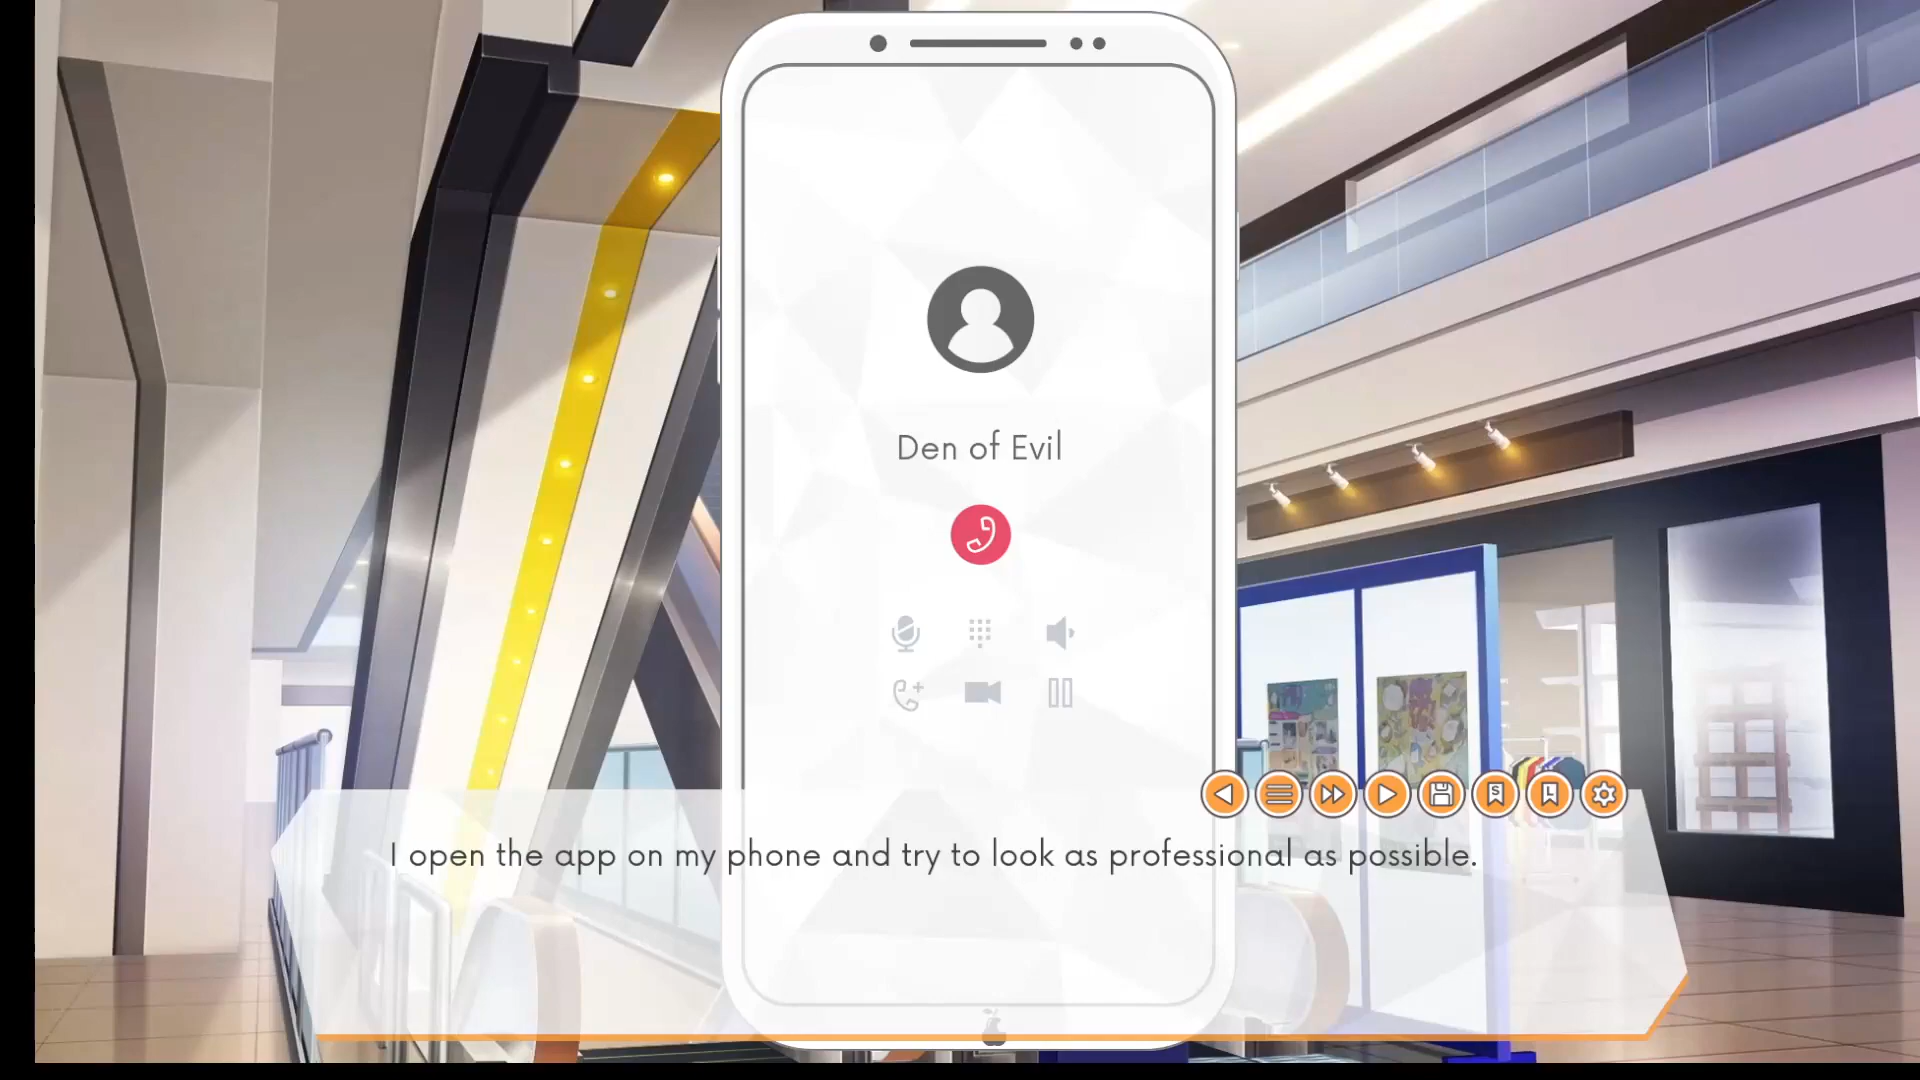 Den of Evil
I open the app on my phone and try to look as professional as possible.